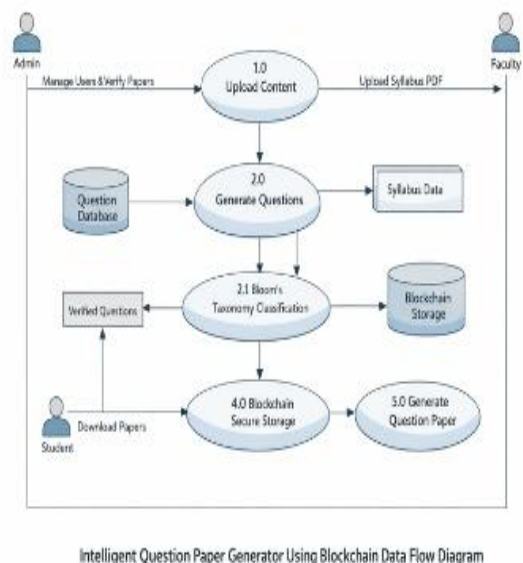 Admin
Faculty
Manage Users & Verify Papers
1.0
Upload Content
Upload Syllabus PDF
Question
Database
2.0
Generate Questions
Syllabus Data
Verified Questions
2.1 Bloom's
Taxonomy Classification
Blockchain
Storage
Student
Download Papers
4.0 Blockchain
Secure Storage
5.0 Generate
Question Paper
Intelligent Question Paper Generator Using Blockchain Data Flow Diagram